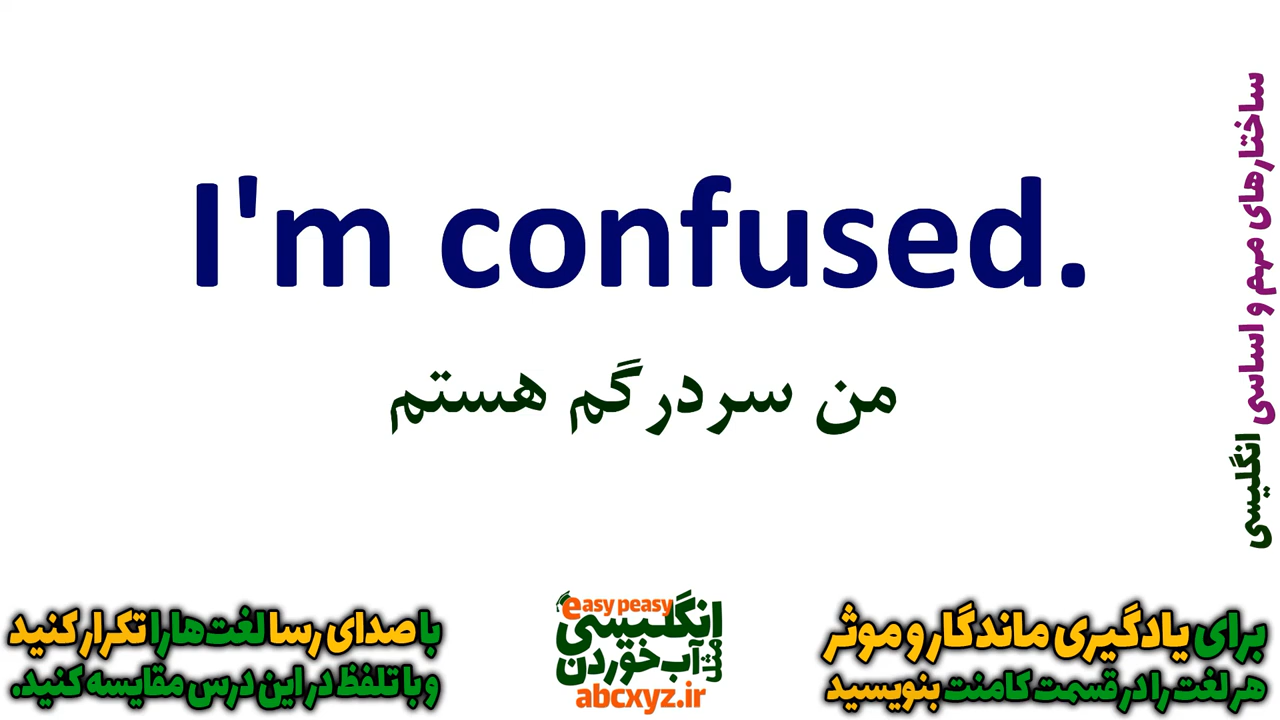 I'm confused.
من سردرگم هستم
ساختارهای مهم و اساسی انگلیسی
برای یادگیری ماندگار و موثر
هر لغت را در قسمت کامنت بنویسید
easy peasy
انگلیسی
مثل آب خوردن
abcxyz.ir
با صدای رسا لغت‌ها را تکرار کنید
و با تلفظ در این درس مقایسه کنید.